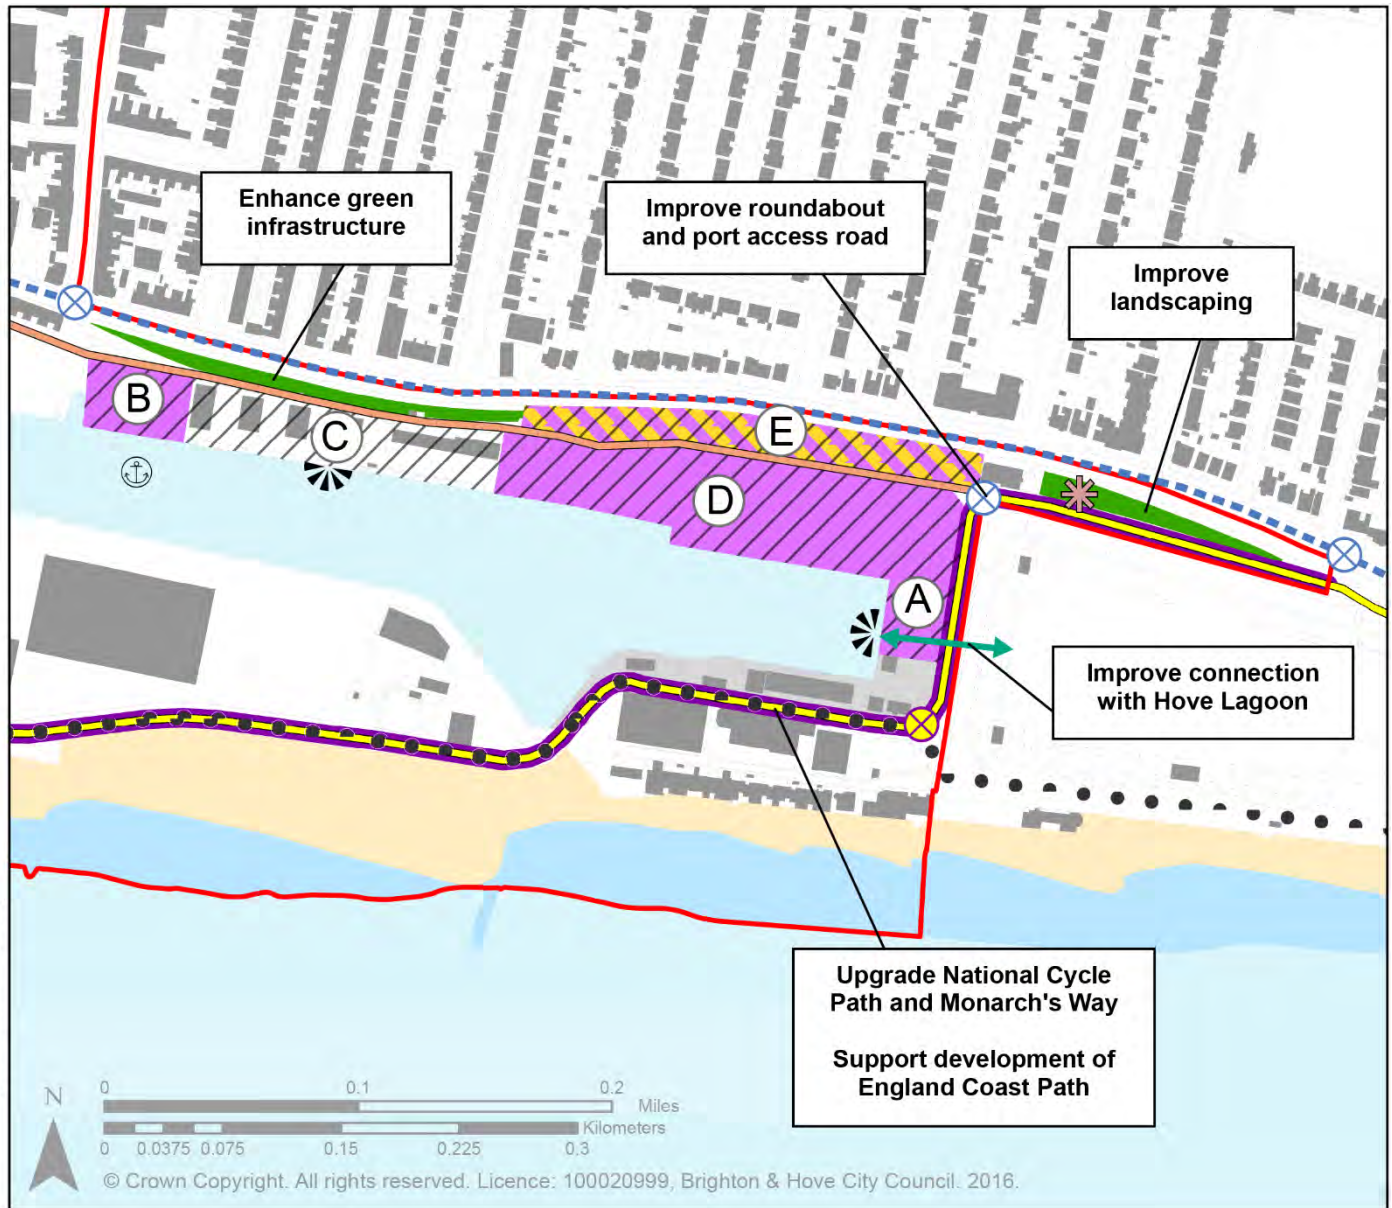 Enhance green
infrastructure
Improve roundabout
and port access road
Improve
landscaping
B
C
E
D
A
Improve connection
with Hove Lagoon
Upgrade National Cycle
Path and Monarch's Way
Support development of
England Coast Path
N
0 0.1 0.2
Miles
Kilometers
0 0.0375 0.075 0.15 0.225 0.3
© Crown Copyright. All rights reserved. Licence: 100020999, Brighton & Hove City Council. 2016.